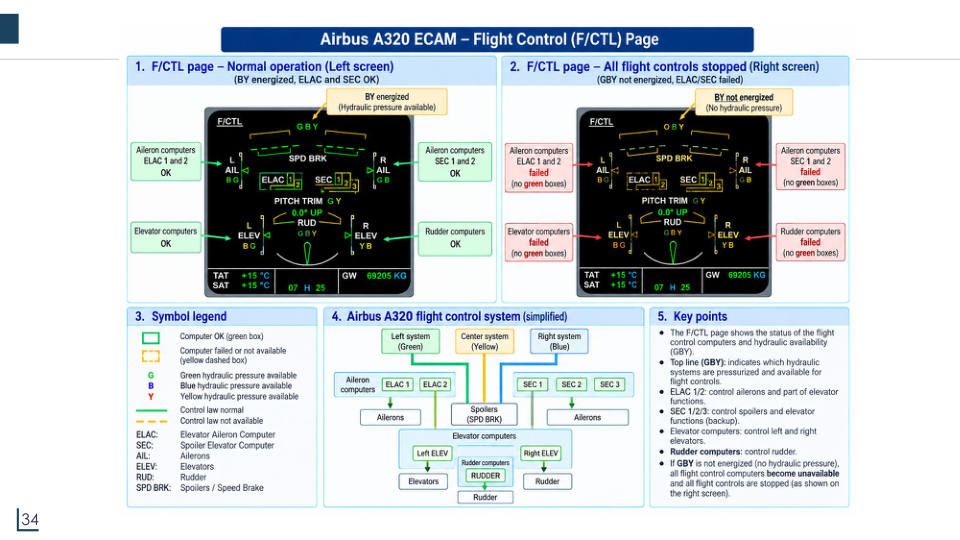 Airbus A320 ECAM – Flight Control (F/CTL) Page
1. F/CTL page – Normal operation (Left screen)
(BY energized, ELAC and SEC OK)
BY energized
(Hydraulic pressure available)
F/CTL
G B Y
SPD BRK
L
AIL
B G
R
AIL
G B
ELAC 1 2
SEC 1 2 3
PITCH TRIM G Y
0.0° UP
RUD
G B Y
L
ELEV
B G
R
ELEV
Y B
TAT +15 °C
SAT +15 °C
07 H 25
GW 69205 KG
Aileron computers
ELAC 1 and 2
OK
Aileron computers
SEC 1 and 2
OK
Elevator computers
OK
Rudder computers
OK
2. F/CTL page – All flight controls stopped (Right screen)
(GBY not energized, ELAC/SEC failed)
BY not energized
(No hydraulic pressure)
F/CTL
O B Y
SPD BRK
L
AIL
B G
R
AIL
G B
ELAC 1 2
SEC 1 2 3
PITCH TRIM G Y
0.0° UP
RUD
G B Y
L
ELEV
B G
R
ELEV
Y B
TAT +15 °C
SAT +15 °C
07 H 25
GW 69205 KG
Aileron computers
ELAC 1 and 2
failed
(no green boxes)
Aileron computers
SEC 1 and 2
failed
(no green boxes)
Elevator computers
failed
(no green boxes)
Rudder computers
failed
(no green boxes)
3. Symbol legend
Computer OK (green box)
Computer failed or not available
(yellow dashed box)
G Green hydraulic pressure available
B Blue hydraulic pressure available
Y Yellow hydraulic pressure available
Control law normal
Control law not available
ELAC: Elevator Aileron Computer
SEC: Spoiler Elevator Computer
AIL: Ailerons
ELEV: Elevators
RUD: Rudder
SPD BRK: Spoilers / Speed Brake
4. Airbus A320 flight control system (simplified)
Left system
(Green)
Center system
(Yellow)
Right system
(Blue)
Aileron
computers
ELAC 1
ELAC 2
SEC 1
SEC 2
SEC 3
Ailerons
Spoilers
(SPD BRK)
Ailerons
Elevator computers
Left ELEV
Right ELEV
Rudder computers
RUDDER
Elevators
Rudder
Rudder
5. Key points
• The F/CTL page shows the status of the flight
control computers and hydraulic availability
(GBY).
• Top line (GBY): indicates which hydraulic
systems are pressurized and available for
flight controls.
• ELAC 1/2: control ailerons and part of elevator
functions.
• SEC 1/2/3: control spoilers and elevator
functions (backup).
• Elevator computers: control left and right
elevators.
• Rudder computers: control rudder.
• If GBY is not energized (no hydraulic pressure),
all flight control computers become unavailable
and all flight controls are stopped (as shown on
the right screen).
34